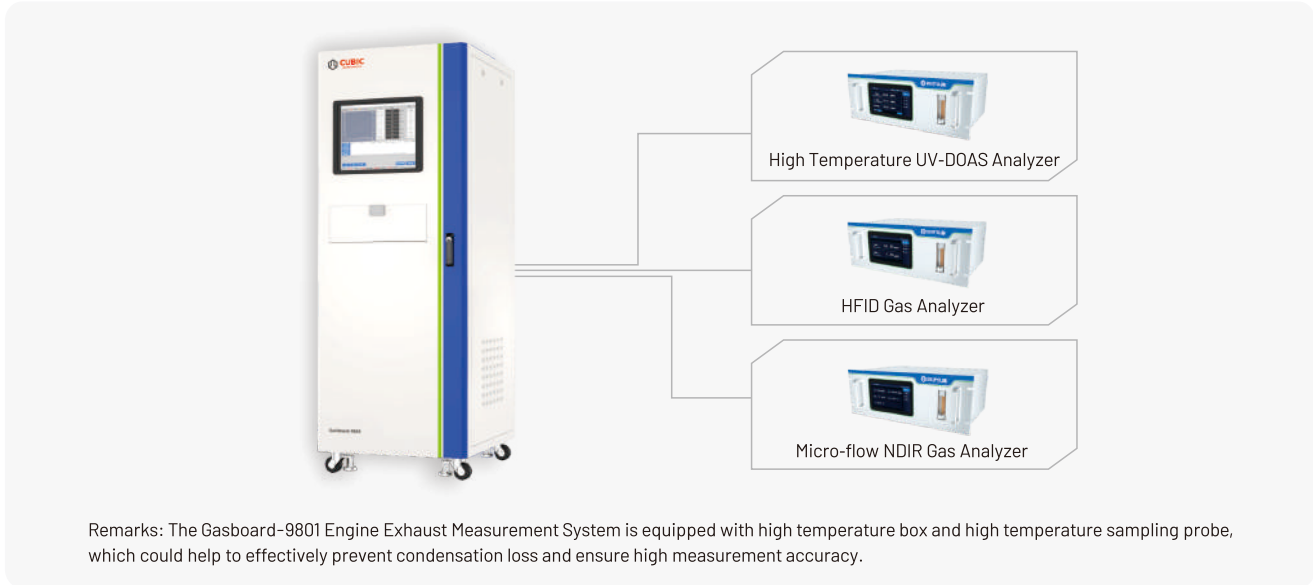 CUBIC
High Temperature UV-DOAS Analyzer
HFID Gas Analyzer
Micro-flow NDIR Gas Analyzer
Remarks: The Gasboard-9801 Engine Exhaust Measurement System is equipped with high temperature box and high temperature sampling probe,
which could help to effectively prevent condensation loss and ensure high measurement accuracy.